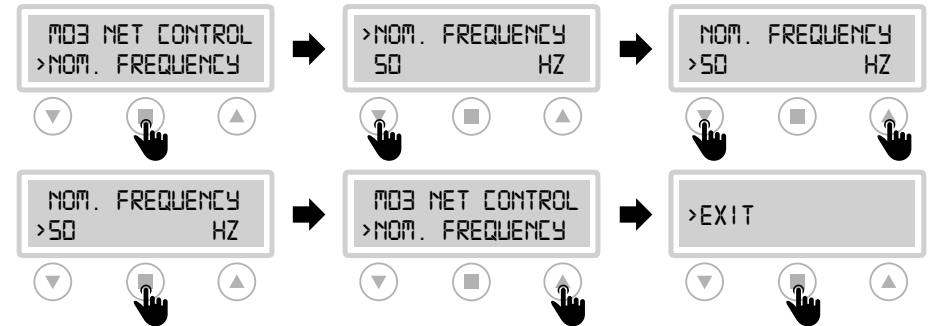 M03 NET CONTROL
>NOM. FREQUENCY
>NOM. FREQUENCY
50 HZ
NOM. FREQUENCY
>50 HZ
NOM. FREQUENCY
>50 HZ
M03 NET CONTROL
>NOM. FREQUENCY
>EXIT